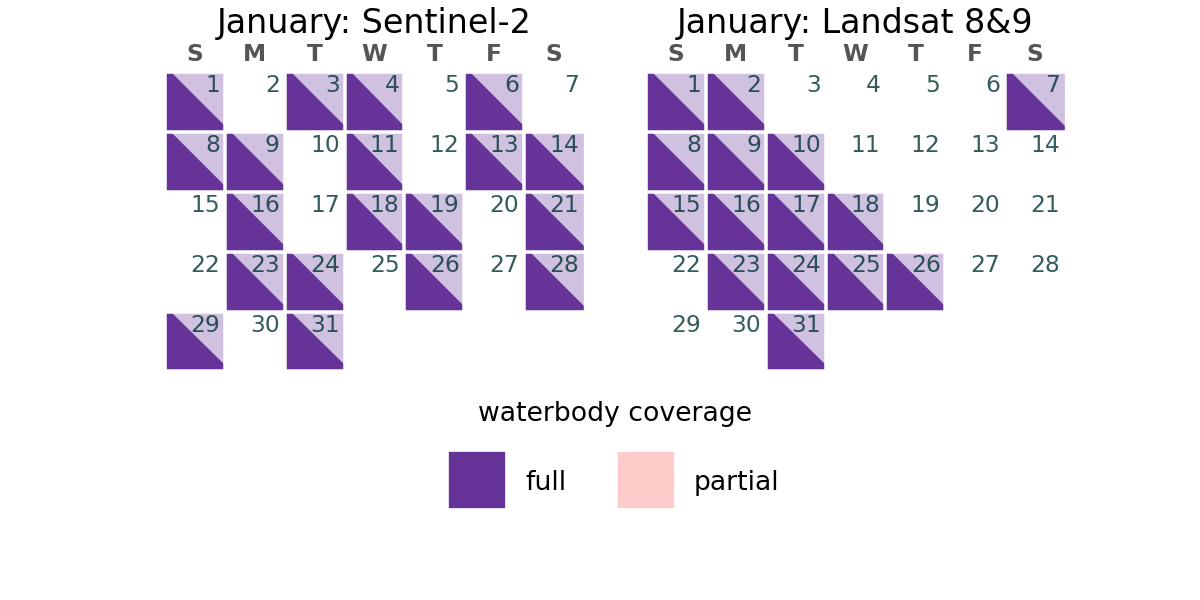 January: Sentinel-2
S M T W T F S
1 2 3 4 5 6 7
8 9 10 11 12 13 14
15 16 17 18 19 20 21
22 23 24 25 26 27 28
29 30 31
January: Landsat 8&9
S M T W T F S
1 2 3 4 5 6 7
8 9 10 11 12 13 14
15 16 17 18 19 20 21
22 23 24 25 26 27 28
29 30 31
waterbody coverage
full
partial